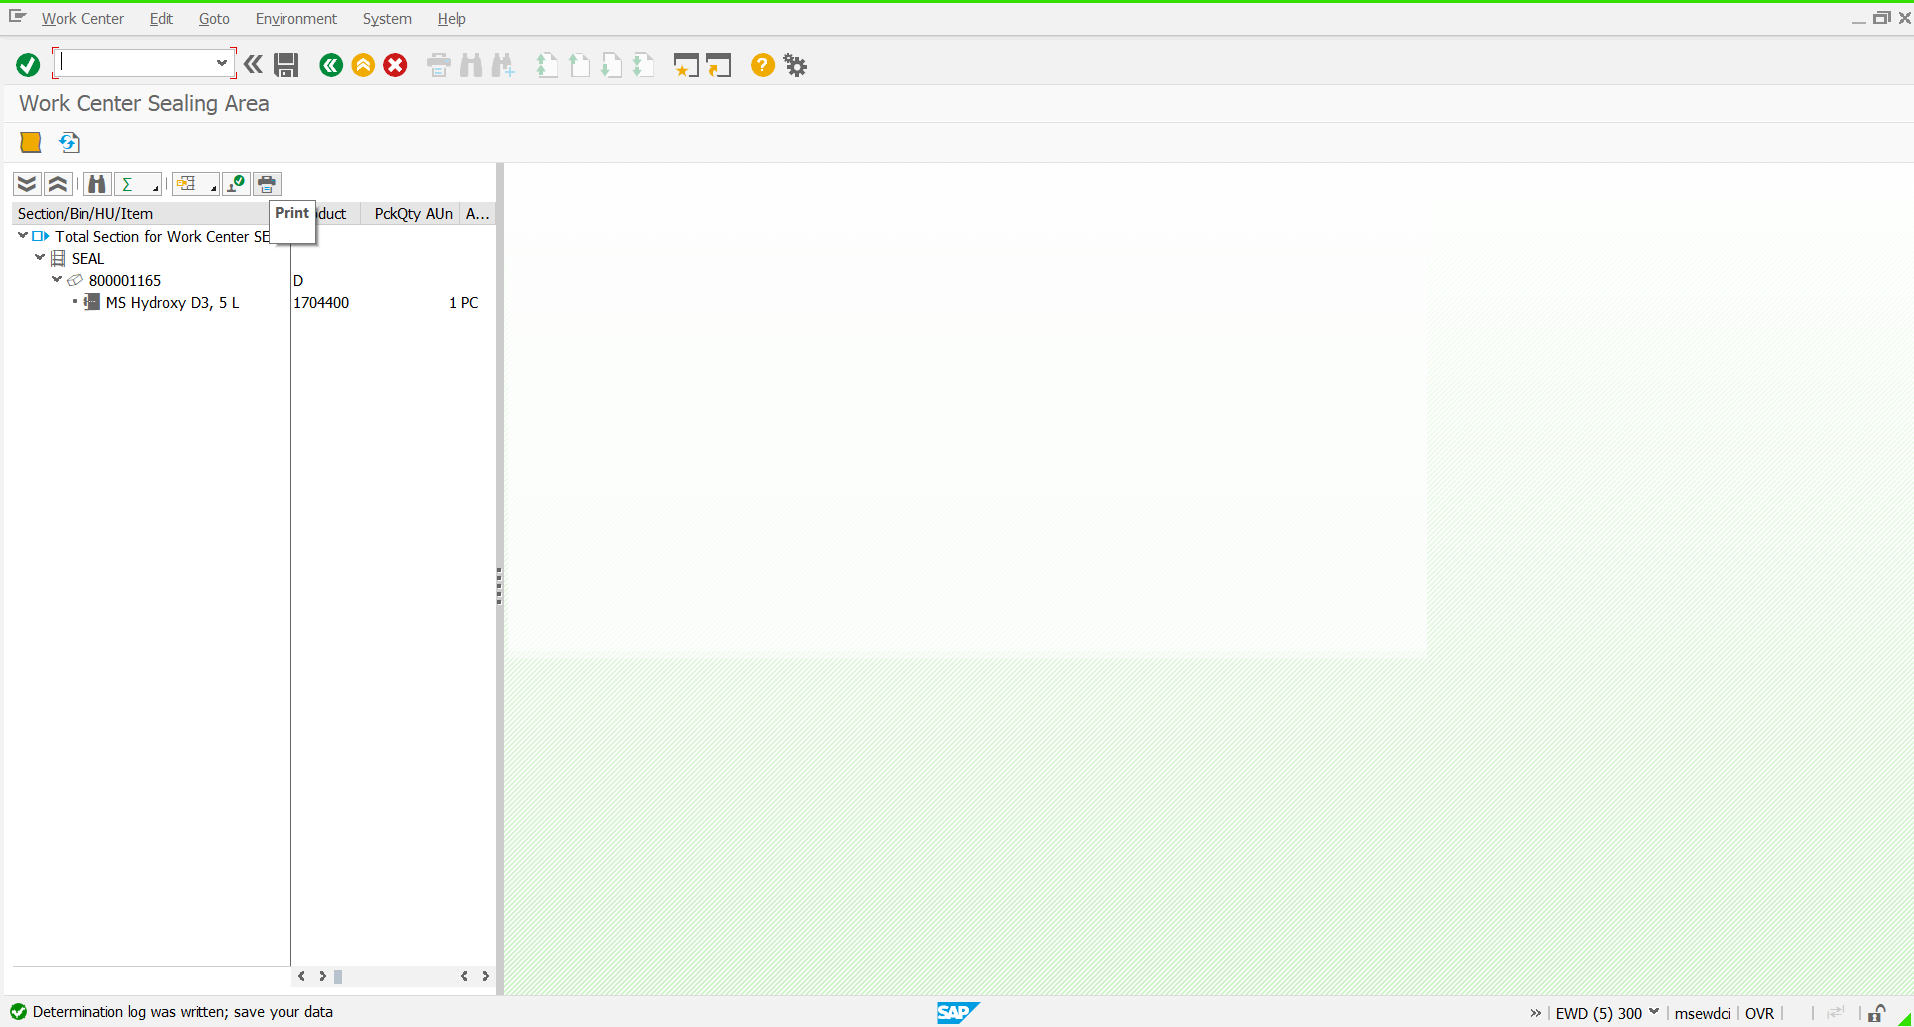 Work Center Edit Goto Environment System Help
Work Center Sealing Area
Section/Bin/HU/Item duct PckQty AUn A...
Print
Total Section for Work Center SE
SEAL
800001165 D
MS Hydroxy D3, 5 L 1704400 1 PC
Determination log was written; save your data SAP EWD (5) 300 msewdci OVR